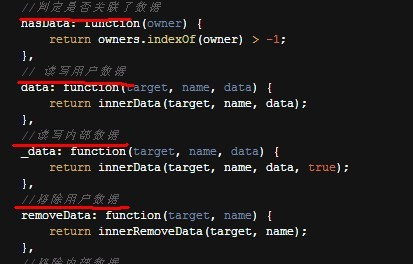 //判定是否关联了数据
hasData: function(owner) {
return owners.indexOf(owner) > -1;
},
// 读写用户数据
data: function(target, name, data) {
return innerData(target, name, data);
},
//读写内部数据
_data: function(target, name, data) {
return innerData(target, name, data, true);
},
//移除用户数据
removeData: function(target, name) {
return innerRemoveData(target, name);
},
//移除内部数据